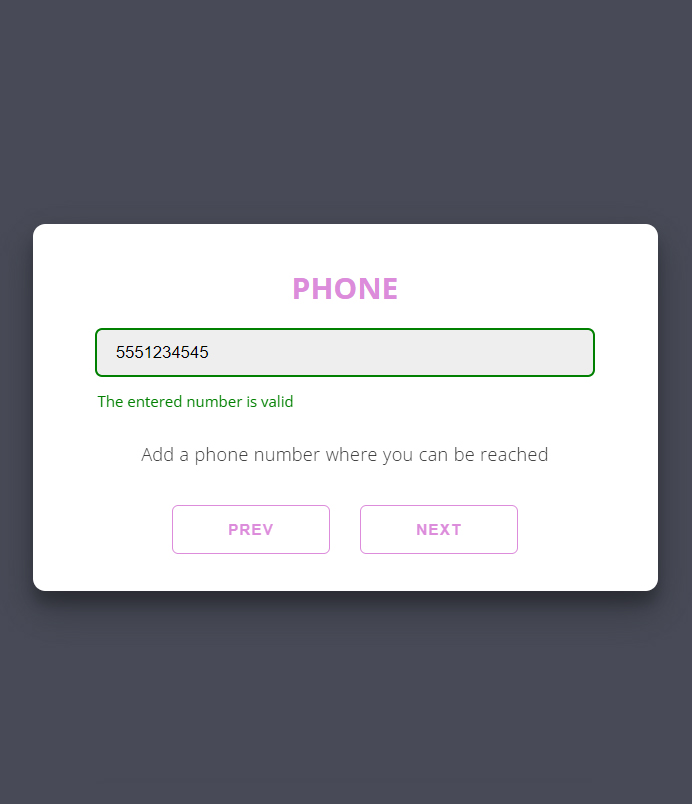 PHONE
5551234545
The entered number is valid
Add a phone number where you can be reached
PREV
NEXT